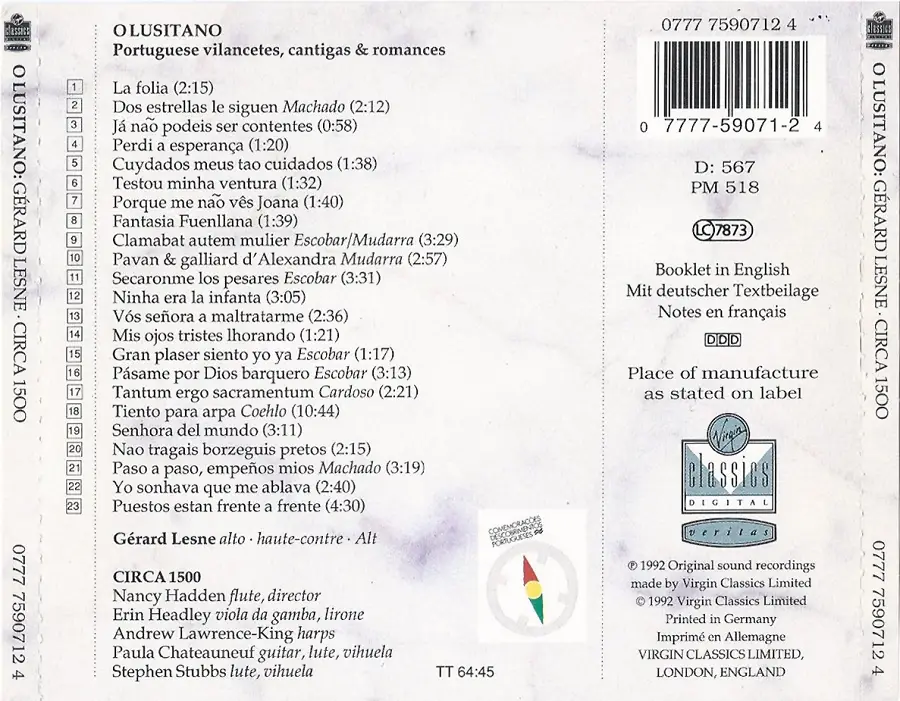 Virgin classics
O LUSITANO: GÉRARD LESNE · CIRCA 1500
0777 7590712 4
O LUSITANO
Portuguese vilancetes, cantigas & romances
1 La folia (2:15)
2 Dos estrellas le siguen Machado (2:12)
3 Já não podeis ser contentes (0:58)
4 Perdi a esperança (1:20)
5 Cuydados meus tao cuidados (1:38)
6 Testou minha ventura (1:32)
7 Porque me não vês Joana (1:40)
8 Fantasia Fuenllana (1:39)
9 Clamabat autem mulier Escobar/Mudarra (3:29)
10 Pavan & galliard d'Alexandra Mudarra (2:57)
11 Secaronme los pesares Escobar (3:31)
12 Ninha era la infanta (3:05)
13 Vós señora a maltratarme (2:36)
14 Mis ojos tristes lhorando (1:21)
15 Gran plaser siento yo ya Escobar (1:17)
16 Pásame por Dios barquero Escobar (3:13)
17 Tantum ergo sacramentum Cardoso (2:21)
18 Tiento para arpa Coehlo (10:44)
19 Senhora del mundo (3:11)
20 Nao tragais borzeguis pretos (2:15)
21 Paso a paso, empeños mios Machado (3:19)
22 Yo sonhava que me ablava (2:40)
23 Puestos estan frente a frente (4:30)
Gérard Lesne alto · haute-contre · Alt
CIRCA 1500
Nancy Hadden flute, director
Erin Headley viola da gamba, lirone
Andrew Lawrence-King harps
Paula Chateauneuf guitar, lute, vihuela
Stephen Stubbs lute, vihuela
TT 64:45
COMEMORAÇÕES
DESCOBRIMENTOS
PORTUGUESES
0777 7590712 4
0 7777-59071-2 4
D: 567
PM 518
LC 7873
Booklet in English
Mit deutscher Textbeilage
Notes en français
DDD
Place of manufacture
as stated on label
Virgin
classics
DIGITAL
veritas
℗ 1992 Original sound recordings
made by Virgin Classics Limited
© 1992 Virgin Classics Limited
Printed in Germany
Imprimé en Allemagne
VIRGIN CLASSICS LIMITED,
LONDON, ENGLAND
Virgin classics
O LUSITANO: GÉRARD LESNE · CIRCA 1500
0777 7590712 4